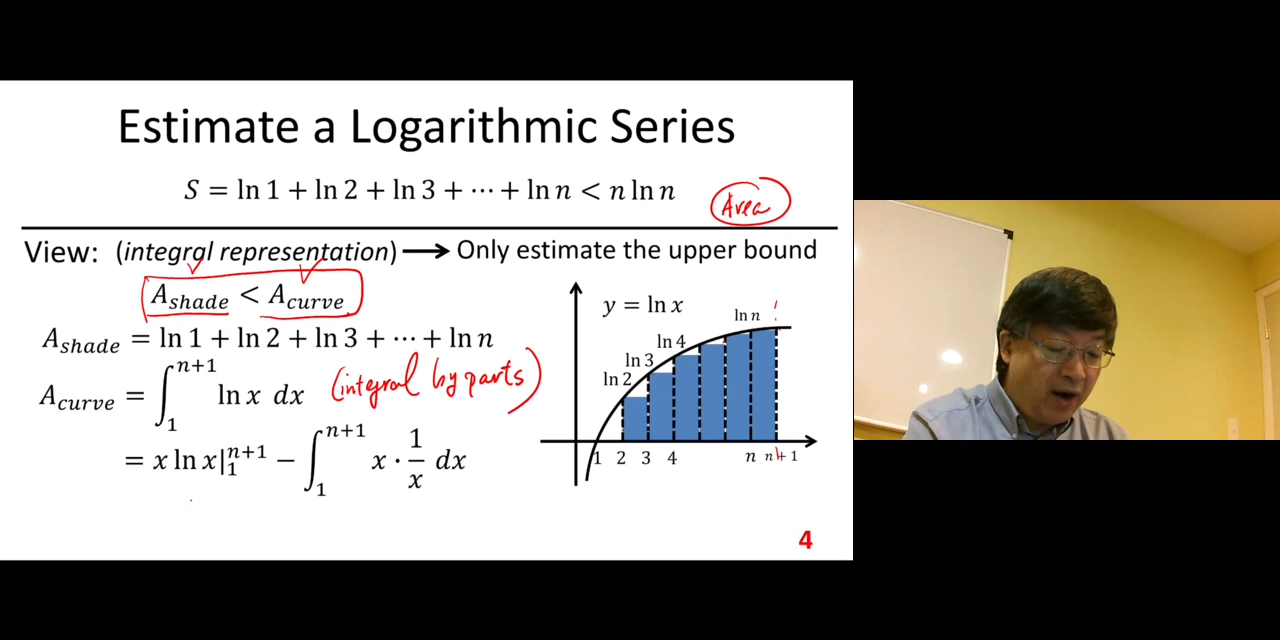 Estimate a Logarithmic Series
S = ln 1 + ln 2 + ln 3 + ⋯ + ln n < n ln n
Area
View: (integral representation) ⟶ Only estimate the upper bound
A_shade < A_curve
A_shade = ln 1 + ln 2 + ln 3 + ⋯ + ln n
A_curve = ∫_1^{n+1} ln x dx (integral by parts)
= x ln x|_1^{n+1} − ∫_1^{n+1} x · 1/x dx
y = ln x
ln n
ln 4
ln 3
ln 2
1 2 3 4 n n+1
4